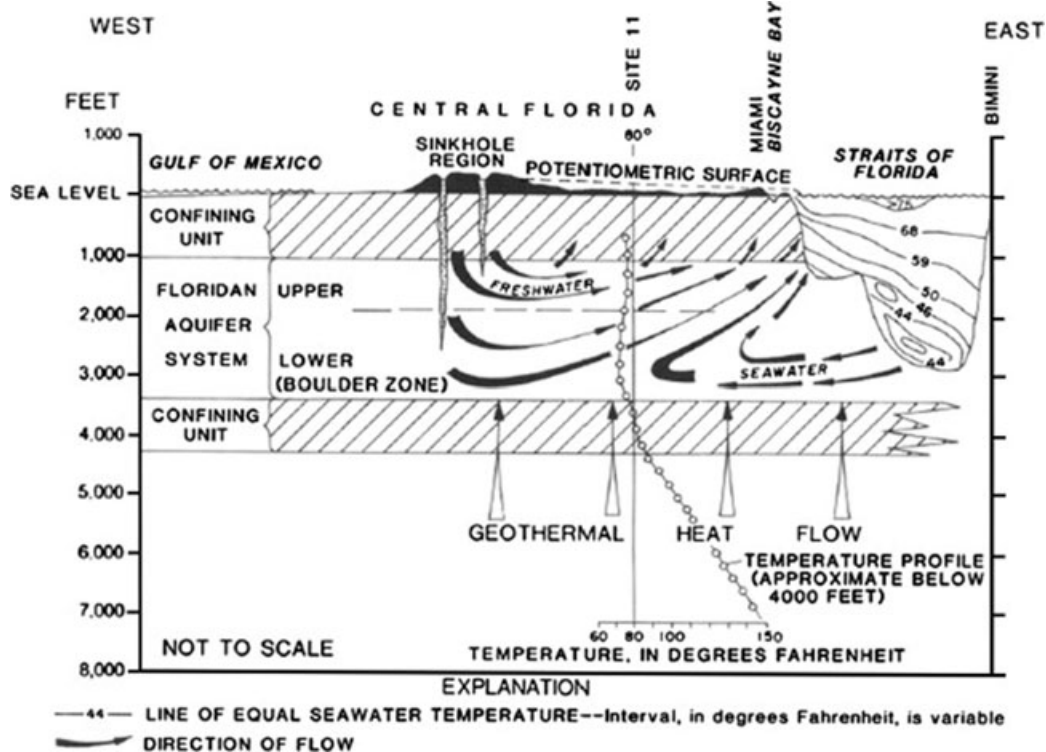 WEST
EAST
SITE 11
MIAMI
BISCAYNE BAY
BIMINI
FEET
CENTRAL FLORIDA
1,000
SINKHOLE
REGION
60°
GULF OF MEXICO
POTENTIOMETRIC SURFACE
STRAITS OF
FLORIDA
SEA LEVEL
>75
CONFINING
UNIT
68
59
1,000
FLORIDAN
UPPER
FRESHWATER
50
46
44
2,000
AQUIFER
SYSTEM
LOWER
(BOULDER ZONE)
44
SEAWATER
3,000
CONFINING
UNIT
4,000
5,000
GEOTHERMAL HEAT FLOW
6,000
TEMPERATURE PROFILE
(APPROXIMATE BELOW
4000 FEET)
7,000
60 80 100 150
NOT TO SCALE
TEMPERATURE, IN DEGREES FAHRENHEIT
8,000
EXPLANATION
—44— LINE OF EQUAL SEAWATER TEMPERATURE--Interval, in degrees Fahrenheit, is variable
DIRECTION OF FLOW